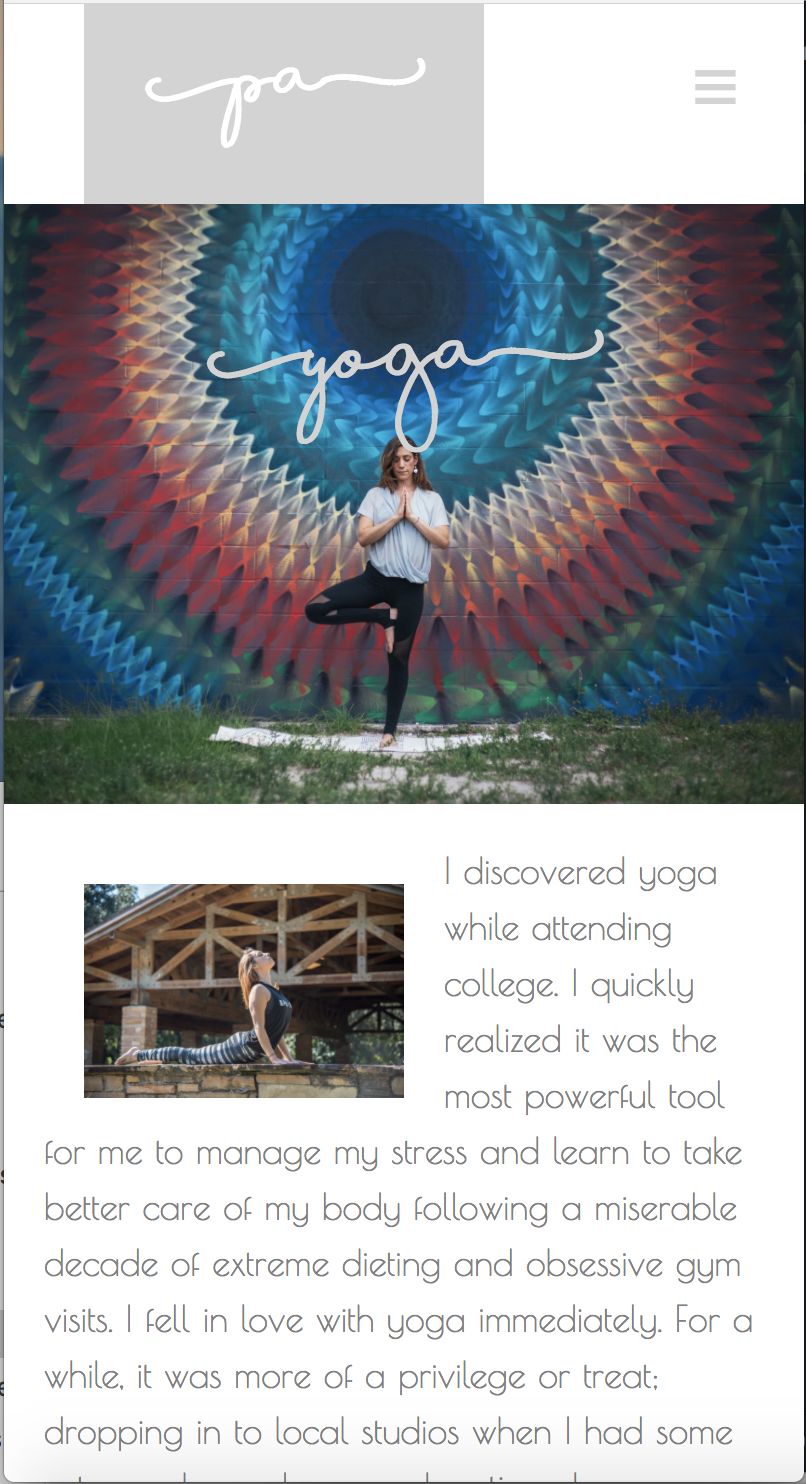 pa
yoga
I discovered yoga
while attending
college. I quickly
realized it was the
most powerful tool
for me to manage my stress and learn to take
better care of my body following a miserable
decade of extreme dieting and obsessive gym
visits. I fell in love with yoga immediately. For a
while, it was more of a privilege or treat;
dropping in to local studios when I had some